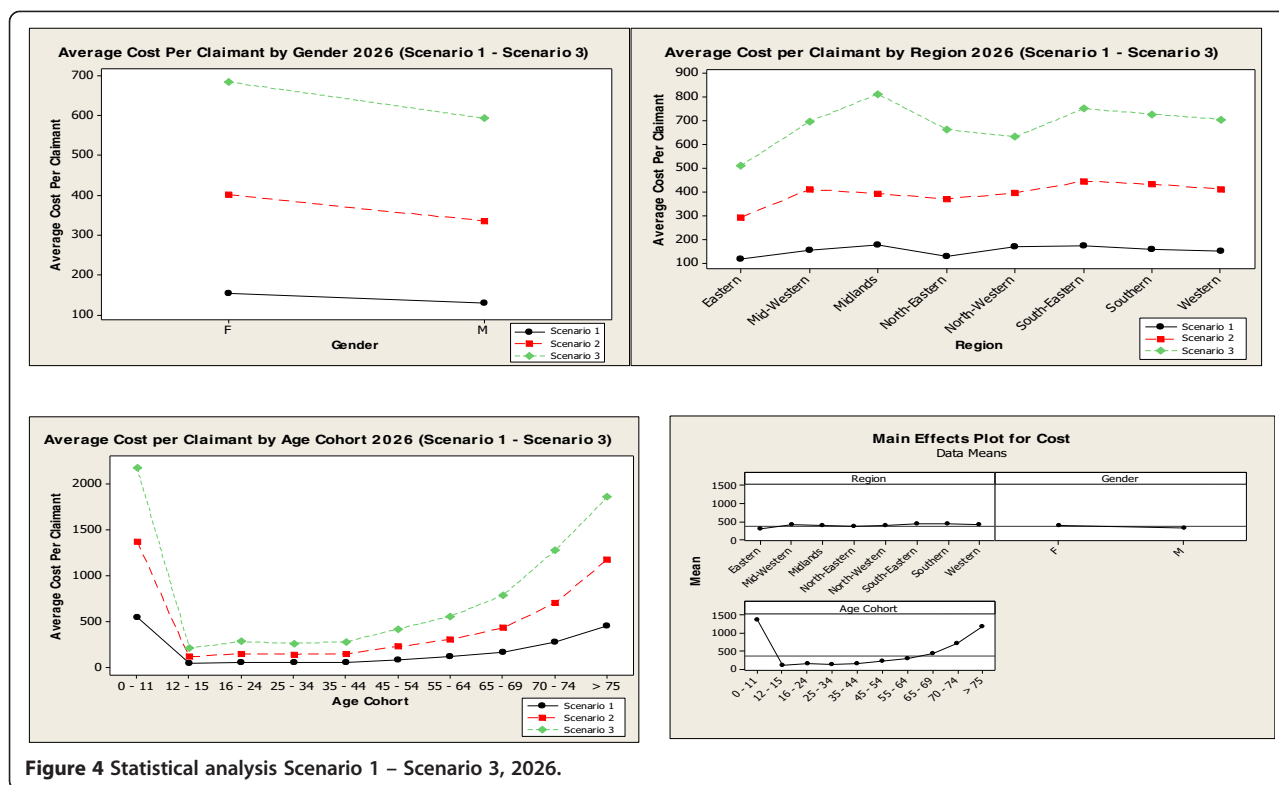 Average Cost Per Claimant by Gender 2026 (Scenario 1 - Scenario 3)
Average Cost Per Claimant
700
600
500
400
300
200
100
F M
Gender
Scenario 1
Scenario 2
Scenario 3
Average Cost per Claimant by Region 2026 (Scenario 1 - Scenario 3)
Average Cost Per Claimant
900
800
700
600
500
400
300
200
100
Eastern Mid-Western Midlands North-Eastern North-Western South-Eastern Southern Western
Region
Scenario 1
Scenario 2
Scenario 3
Average Cost per Claimant by Age Cohort 2026 (Scenario 1 - Scenario 3)
Average Cost Per Claimant
2000
1500
1000
500
0
0 - 11 12 - 15 16 - 24 25 - 34 35 - 44 45 - 54 55 - 64 65 - 69 70 - 74 > 75
Age Cohort
Scenario 1
Scenario 2
Scenario 3
Main Effects Plot for Cost
Data Means
Mean
Region Gender
1500
1000
500
0
Eastern Mid-Western Midlands North-Eastern North-Western South-Eastern Southern Western F M
Age Cohort
1500
1000
500
0
0 - 11 12 - 15 16 - 24 25 - 34 35 - 44 45 - 54 55 - 64 65 - 69 70 - 74 > 75
Figure 4 Statistical analysis Scenario 1 – Scenario 3, 2026.